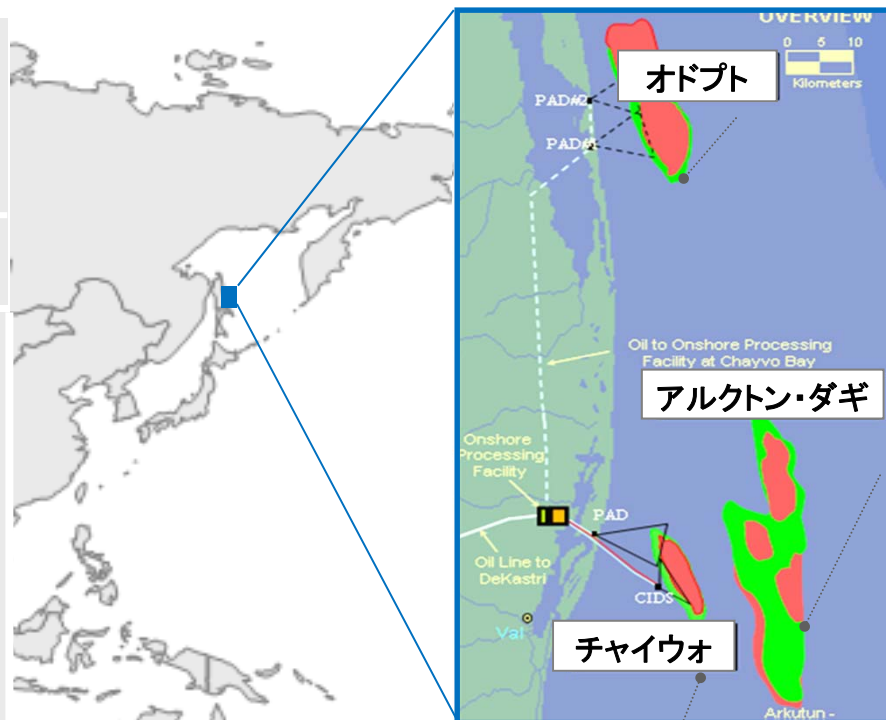 OVERVIEW
0 5 10
Kilometers
オドプト
PAD#2
Oil to Onshore Processing
Facility at Chayvo Bay
アルクトン・ダギ
Onshore
Processing
Facility
PAD
Oil Line to
DeKastri
CIDS
Val
チャイウォ
Arkutun -